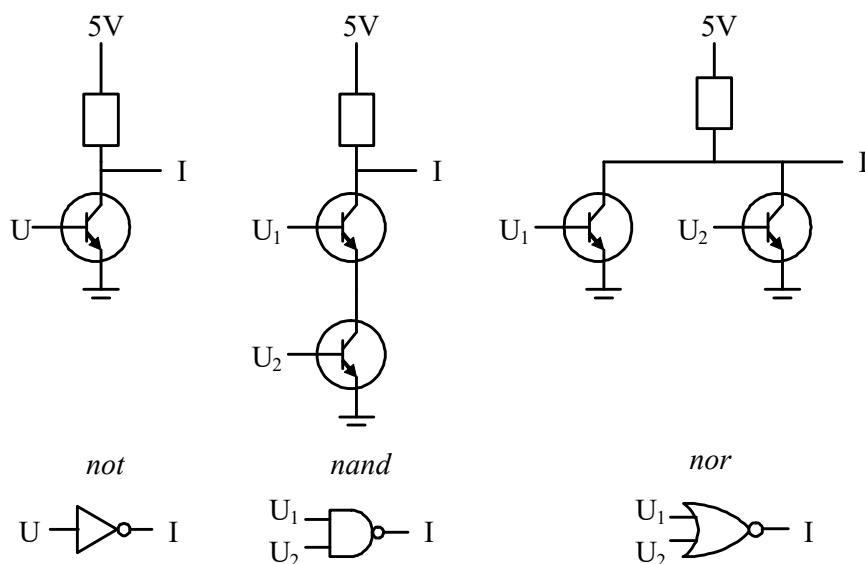 5V 5V 5V
I I I
U U₁ U₁ U₂
U₂
not nand nor
U I U₁ U₂ I U₁ U₂ I